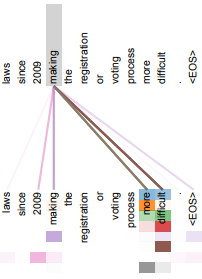 laws since 2009 making the registration or voting process more difficult . <EOS>
laws since 2009 making the registration or voting process more difficult . <EOS>